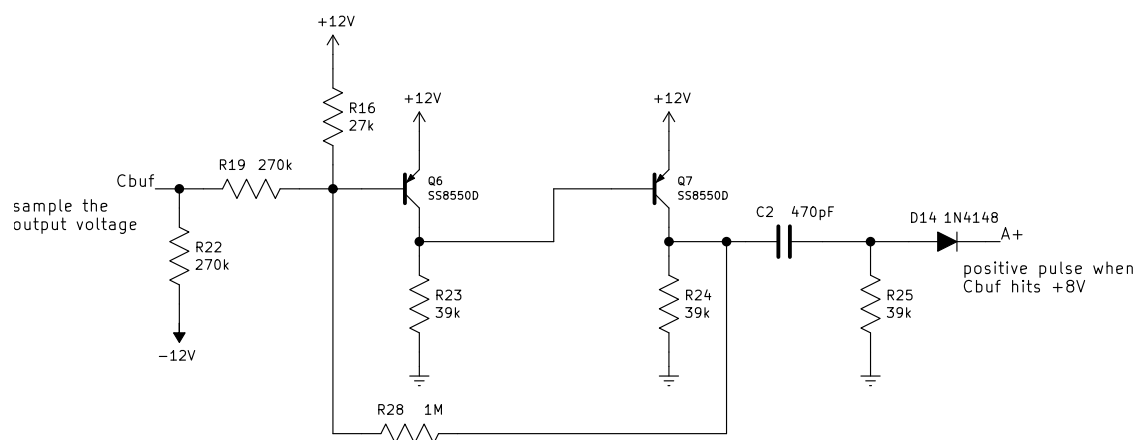 +12V
R16
27k
+12V
+12V
R19 270k
Cbuf
Q6
SS8550D
Q7
SS8550D
sample the
output voltage
C2 470pF
D14 1N4148
A+
R22
270k
positive pulse when
Cbuf hits +8V
R23
39k
R24
39k
R25
39k
-12V
R28 1M